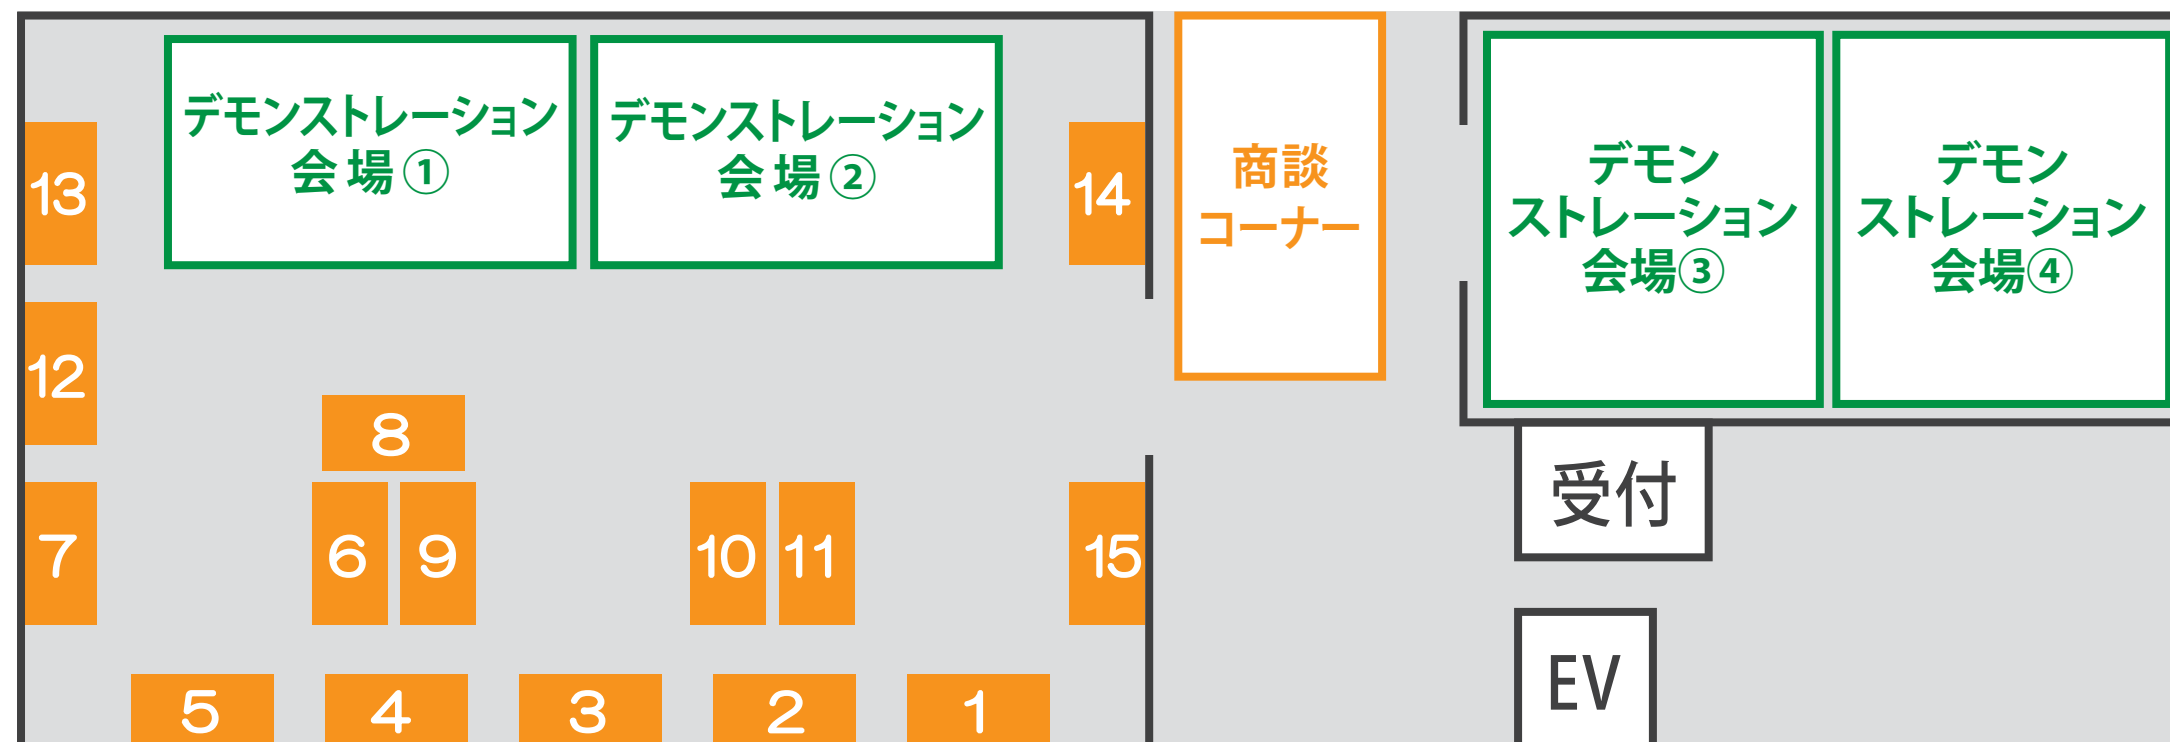 デモンストレーション
会場①
デモンストレーション
会場②
商談
コーナー
デモン
ストレーション
会場③
デモン
ストレーション
会場④
13
14
12
8
7
6
9
10
11
15
受付
5
4
3
2
1
EV